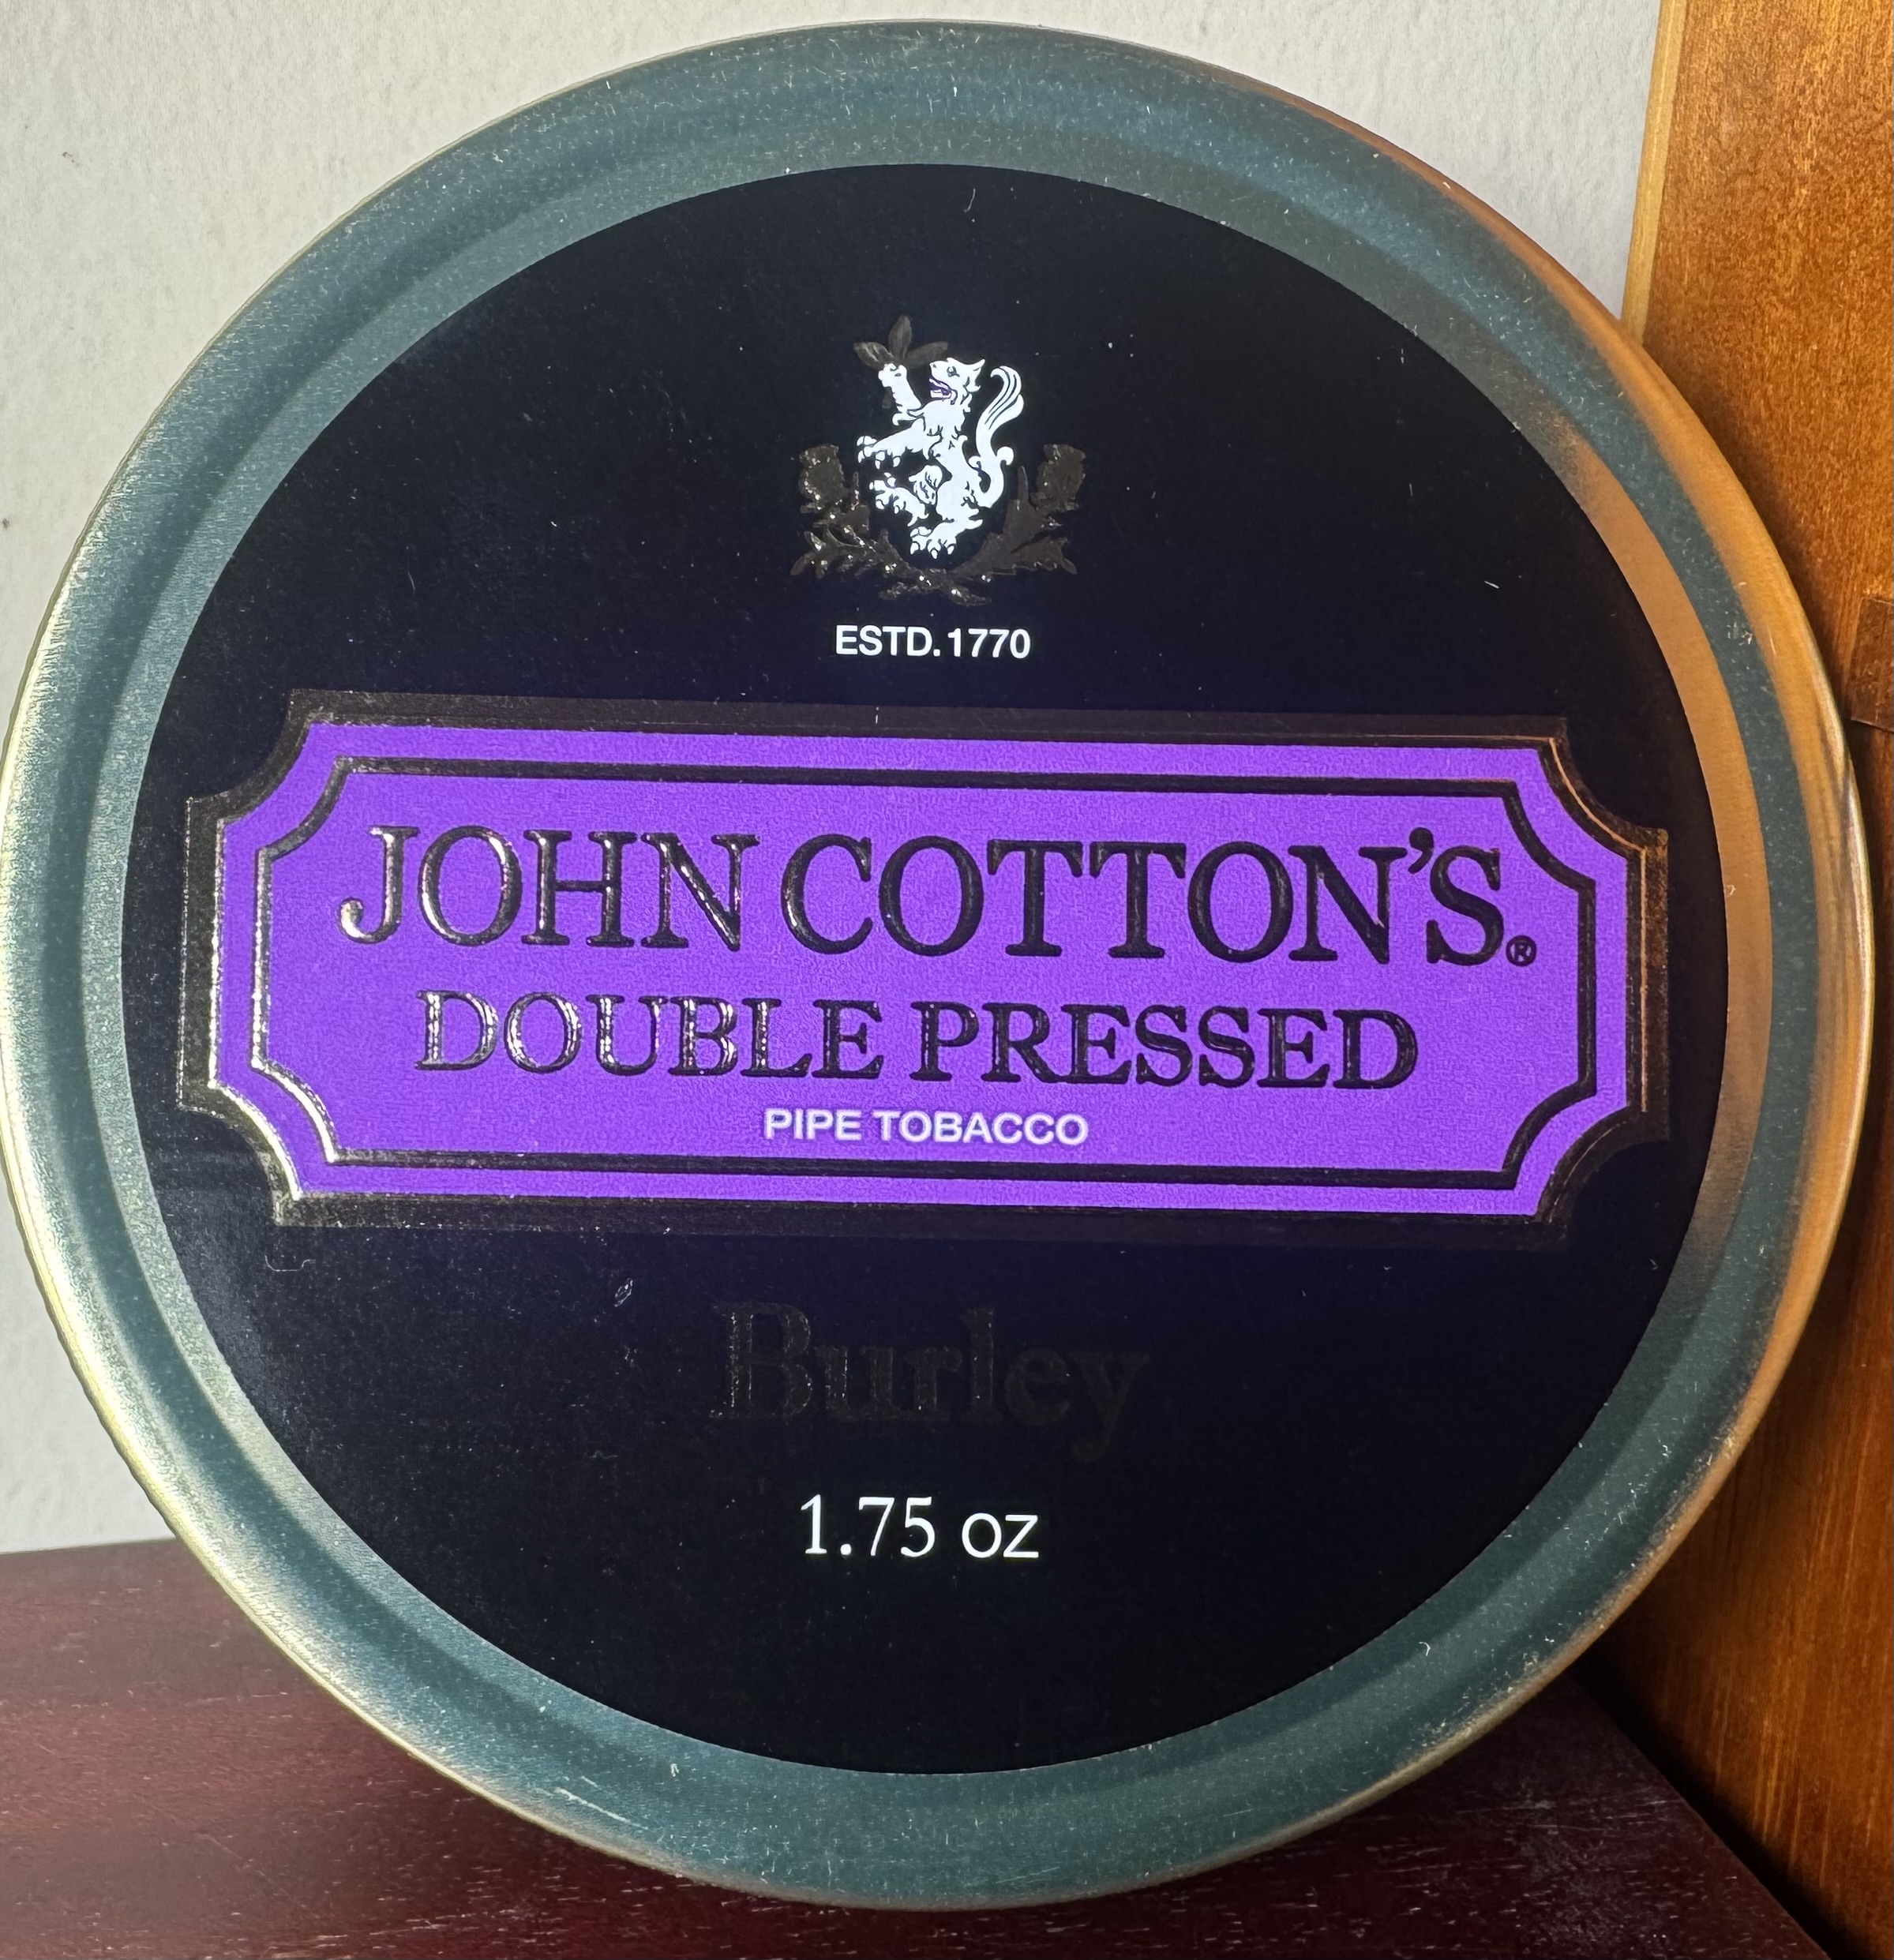 ESTD. 1770
JOHN COTTON'S®
DOUBLE PRESSED
PIPE TOBACCO
Burley
1.75 oz